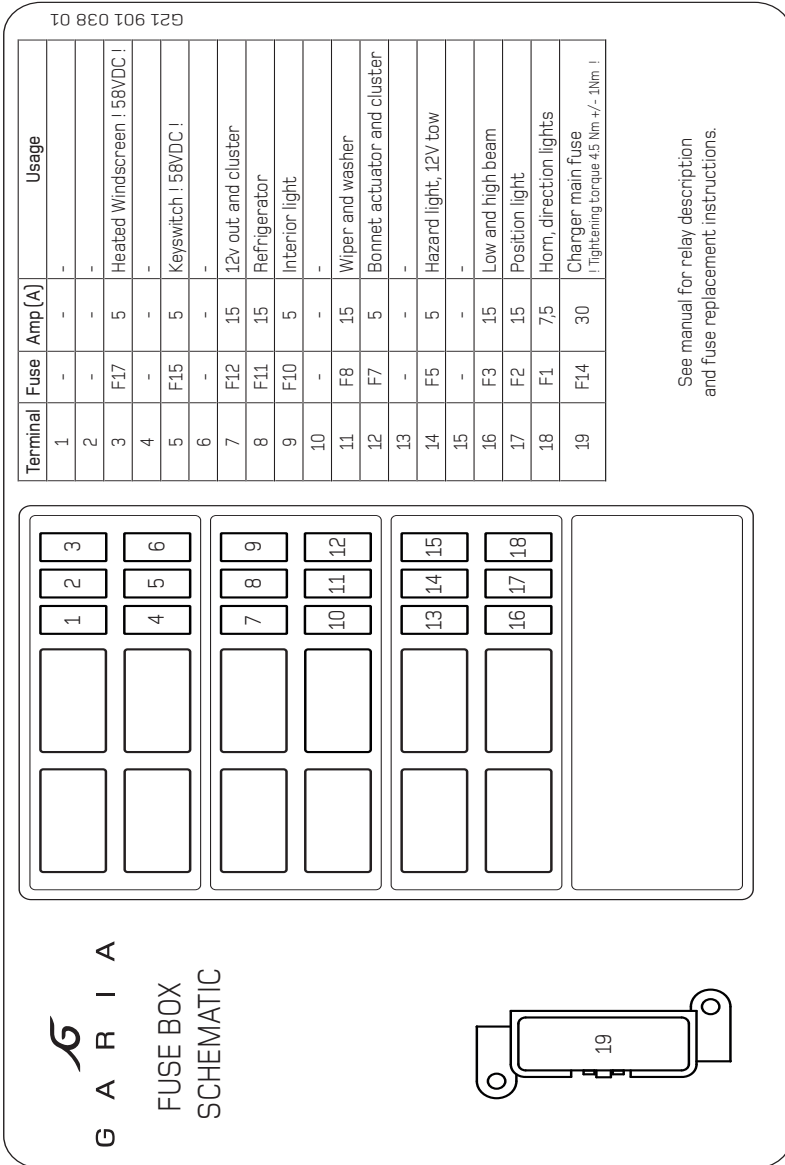 GARIA
FUSE BOX
SCHEMATIC
1 2 3
4 5 6
7 8 9
10 11 12
13 14 15
16 17 18
19
Terminal Fuse Amp(A) Usage
1 - - -
2 - - -
3 F17 5 Heated Windscreen ! 58VDC !
4 - - -
5 F15 5 Keyswitch ! 58VDC !
6 - - -
7 F12 15 12v out and cluster
8 F11 15 Refrigerator
9 F10 5 Interior light
10 - - -
11 F8 15 Wiper and washer
12 F7 5 Bonnet actuator and cluster
13 - - -
14 F5 5 Hazard light, 12V tow
15 - - -
16 F3 15 Low and high beam
17 F2 15 Position light
18 F1 7,5 Horn, direction lights
19 F14 30 Charger main fuse
! Tightening torque 4.5 Nm +/- 1Nm !
See manual for relay description
and fuse replacement instructions.
G21 901 038 01